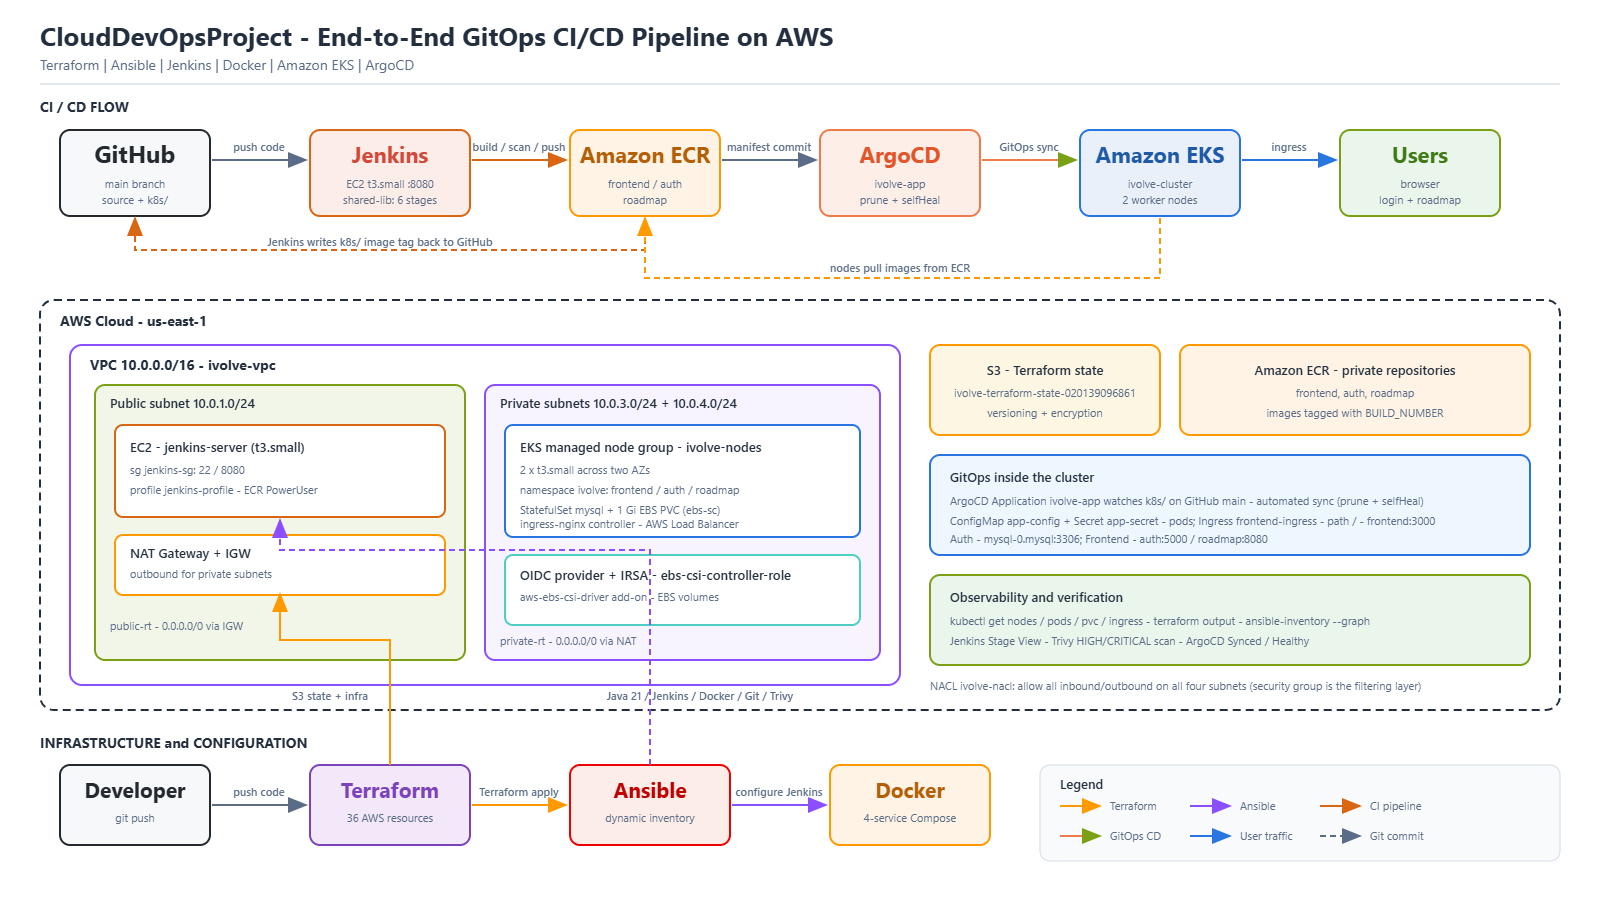 CloudDevOpsProject - End-to-End GitOps CI/CD Pipeline on AWS
Terraform | Ansible | Jenkins | Docker | Amazon EKS | ArgoCD
CI / CD FLOW
GitHub
main branch
source + k8s/
push code
Jenkins
EC2 t3.small :8080
shared-lib: 6 stages
build / scan / push
Amazon ECR
frontend / auth
roadmap
manifest commit
ArgoCD
ivolve-app
prune + selfHeal
GitOps sync
Amazon EKS
ivolve-cluster
2 worker nodes
ingress
Users
browser
login + roadmap
Jenkins writes k8s/ image tag back to GitHub
nodes pull images from ECR
AWS Cloud - us-east-1
VPC 10.0.0.0/16 - ivolve-vpc
Public subnet 10.0.1.0/24
EC2 - jenkins-server (t3.small)
sg jenkins-sg: 22 / 8080
profile jenkins-profile - ECR PowerUser
NAT Gateway + IGW
outbound for private subnets
public-rt - 0.0.0.0/0 via IGW
Private subnets 10.0.3.0/24 + 10.0.4.0/24
EKS managed node group - ivolve-nodes
2 x t3.small across two AZs
namespace ivolve: frontend / auth / roadmap
StatefulSet mysql + 1 Gi EBS PVC (ebs-sc)
ingress-nginx controller - AWS Load Balancer
OIDC provider + IRSA - ebs-csi-controller-role
aws-ebs-csi-driver add-on - EBS volumes
private-rt - 0.0.0.0/0 via NAT
S3 - Terraform state
ivolve-terraform-state-020139096861
versioning + encryption
Amazon ECR - private repositories
frontend, auth, roadmap
images tagged with BUILD_NUMBER
GitOps inside the cluster
ArgoCD Application ivolve-app watches k8s/ on GitHub main - automated sync (prune + selfHeal)
ConfigMap app-config + Secret app-secret - pods; Ingress frontend-ingress - path / - frontend:3000
Auth - mysql-0.mysql:3306; Frontend - auth:5000 / roadmap:8080
Observability and verification
kubectl get nodes / pods / pvc / ingress - terraform output - ansible-inventory --graph
Jenkins Stage View - Trivy HIGH/CRITICAL scan - ArgoCD Synced / Healthy
NACL ivolve-nacl: allow all inbound/outbound on all four subnets (security group is the filtering layer)
S3 state + infra
Java 21 / Jenkins / Docker / Git / Trivy
INFRASTRUCTURE and CONFIGURATION
Developer
git push
push code
Terraform
36 AWS resources
Terraform apply
Ansible
dynamic inventory
configure Jenkins
Docker
4-service Compose
Legend
Terraform
Ansible
CI pipeline
GitOps CD
User traffic
Git commit